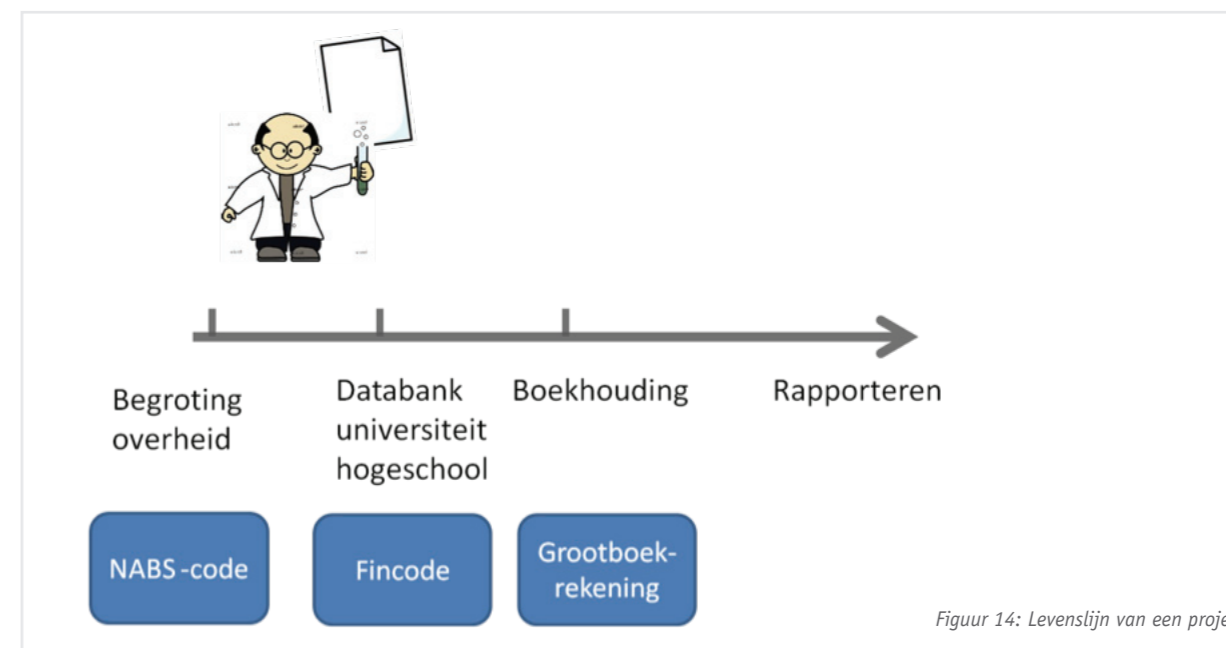 Begroting
overheid
Databank
universiteit
hogeschool
Boekhouding
Rapporteren
NABS-code
Fincode
Grootboek-
rekening
Figuur 14: Levenslijn van een proje